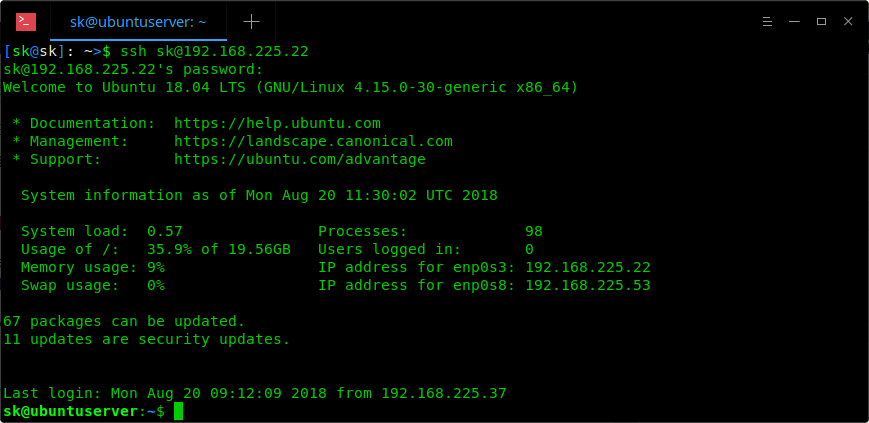 sk@ubuntuserver: ~
[sk@sk]: ~>$ ssh sk@192.168.225.22
sk@192.168.225.22's password:
Welcome to Ubuntu 18.04 LTS (GNU/Linux 4.15.0-30-generic x86_64)
* Documentation:  https://help.ubuntu.com
* Management:     https://landscape.canonical.com
* Support:        https://ubuntu.com/advantage
System information as of Mon Aug 20 11:30:02 UTC 2018
System load:  0.57               Processes:             98
Usage of /:   35.9% of 19.56GB   Users logged in:       0
Memory usage: 9%                 IP address for enp0s3: 192.168.225.22
Swap usage:   0%                 IP address for enp0s8: 192.168.225.53
67 packages can be updated.
11 updates are security updates.
Last login: Mon Aug 20 09:12:09 2018 from 192.168.225.37
sk@ubuntuserver:~$